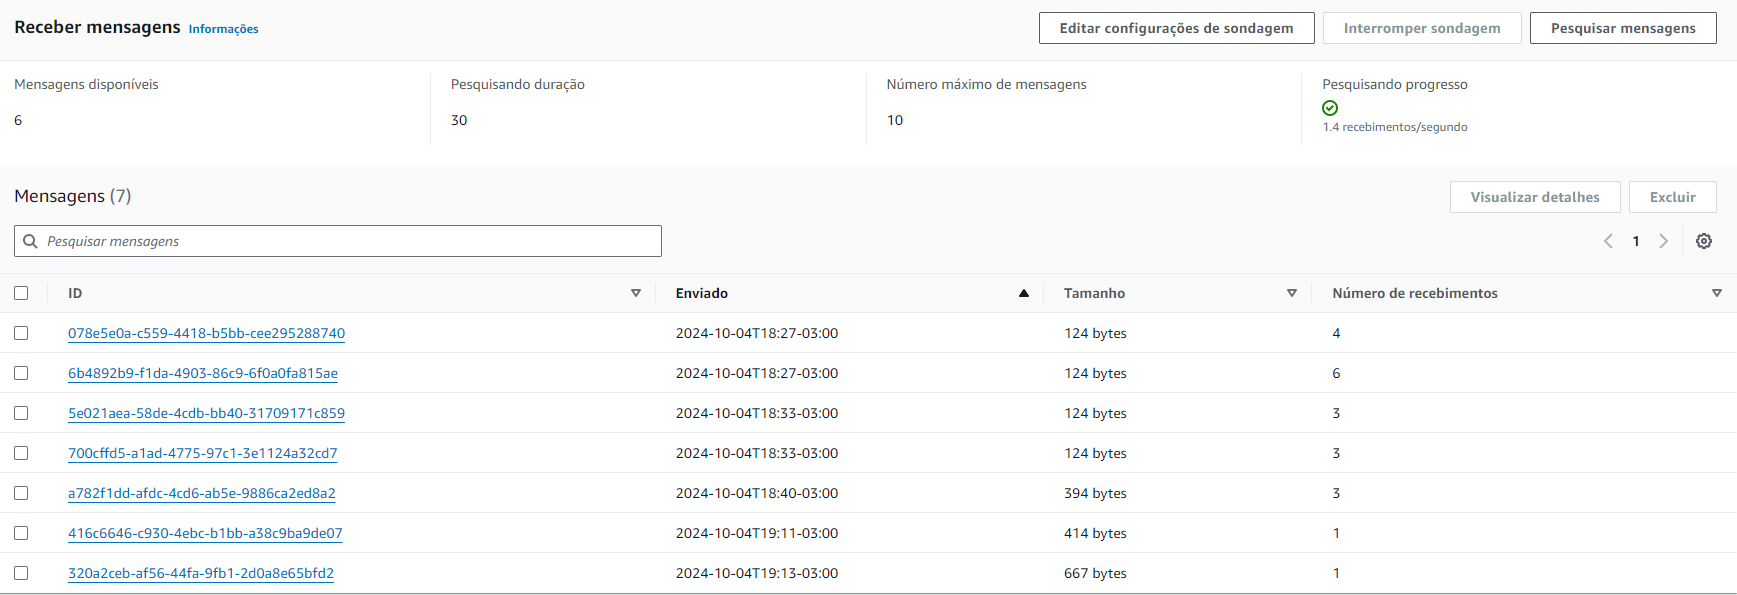 Receber mensagens Informações
Editar configurações de sondagem
Interromper sondagem
Pesquisar mensagens
Mensagens disponíveis
6
Pesquisando duração
30
Número máximo de mensagens
10
Pesquisando progresso
1.4 recebimentos/segundo
Mensagens (7)
Visualizar detalhes
Excluir
Pesquisar mensagens
1
ID Enviado Tamanho Número de recebimentos
078e5e0a-c559-4418-b5bb-cee295288740 2024-10-04T18:27-03:00 124 bytes 4
6b4892b9-f1da-4903-86c9-6f0a0fa815ae 2024-10-04T18:27-03:00 124 bytes 6
5e021aea-58de-4cdb-bb40-31709171c859 2024-10-04T18:33-03:00 124 bytes 3
700cffd5-a1ad-4775-97c1-3e1124a32cd7 2024-10-04T18:33-03:00 124 bytes 3
a782f1dd-afdc-4cd6-ab5e-9886ca2ed8a2 2024-10-04T18:40-03:00 394 bytes 3
416c6646-c930-4ebc-b1bb-a38c9ba9de07 2024-10-04T19:11-03:00 414 bytes 1
320a2ceb-af56-44fa-9fb1-2d0a8e65bfd2 2024-10-04T19:13-03:00 667 bytes 1